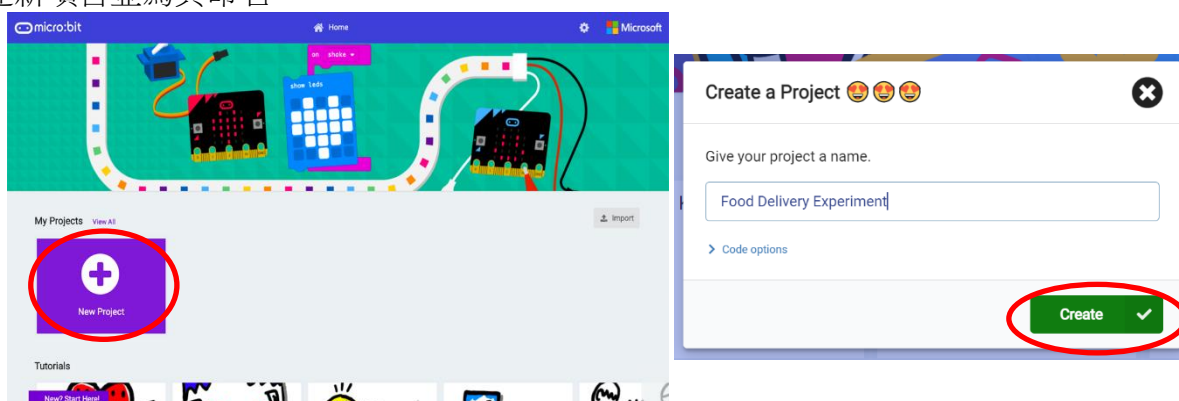 micro:bit
Home
Microsoft
on shake
show leds
My Projects View All
Import
New Project
Tutorials
New? Start Here!
Create a Project 🤩🤩🤩
Give your project a name.
Food Delivery Experiment
> Code options
Create